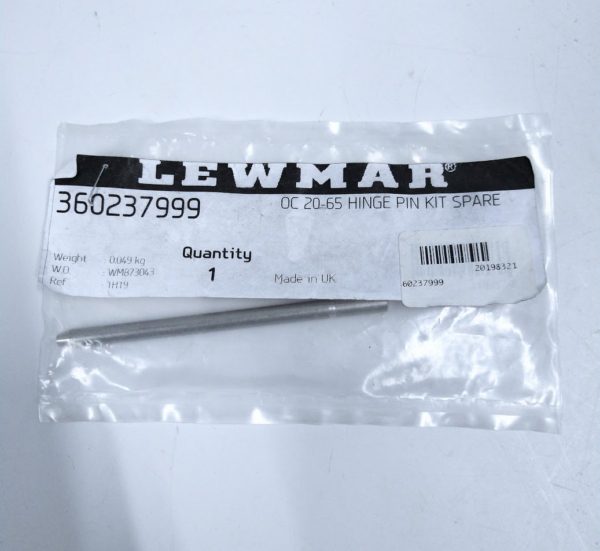 LEWMAR®
360237999
OC 20-65 HINGE PIN KIT SPARE
Weight : 0.049 kg
W.O : WM873043
Ref : 1H19
Quantity
1
Made in UK
20198321
60237999